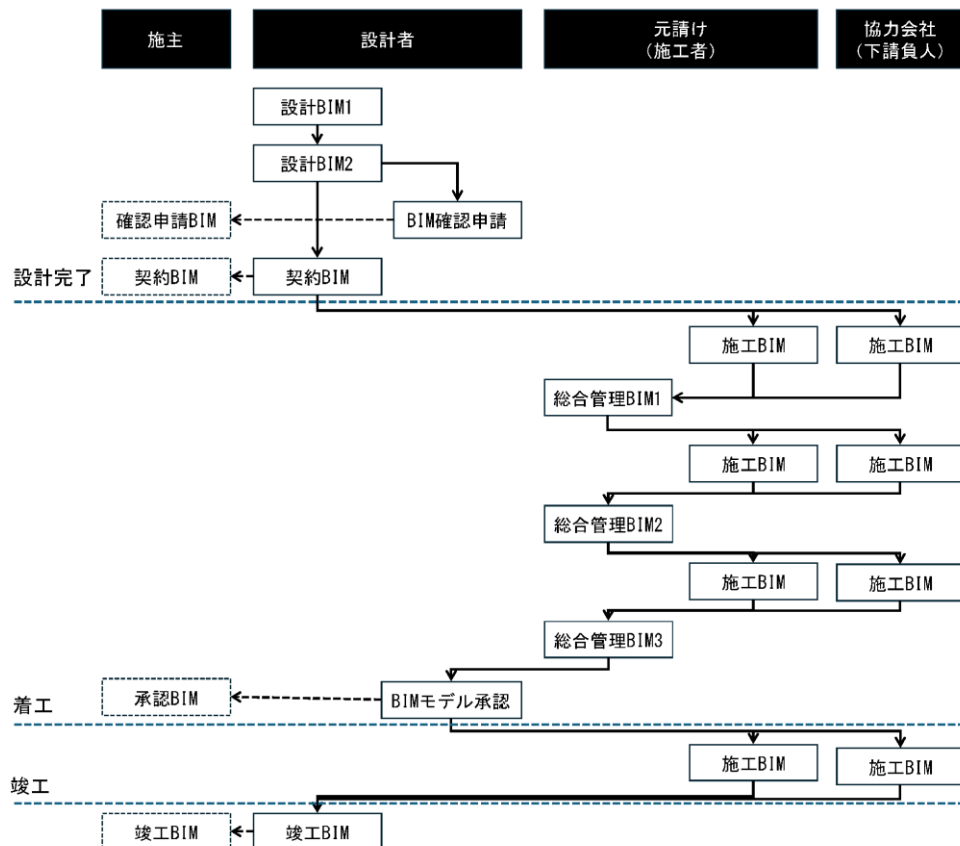 施主
設計者
元請け
（施工者）
協力会社
（下請負人）
設計BIM1
設計BIM2
確認申請BIM
BIM確認申請
設計完了
契約BIM
契約BIM
施工BIM
施工BIM
総合管理BIM1
施工BIM
施工BIM
総合管理BIM2
施工BIM
施工BIM
総合管理BIM3
着工
承認BIM
BIMモデル承認
施工BIM
施工BIM
竣工
竣工BIM
竣工BIM